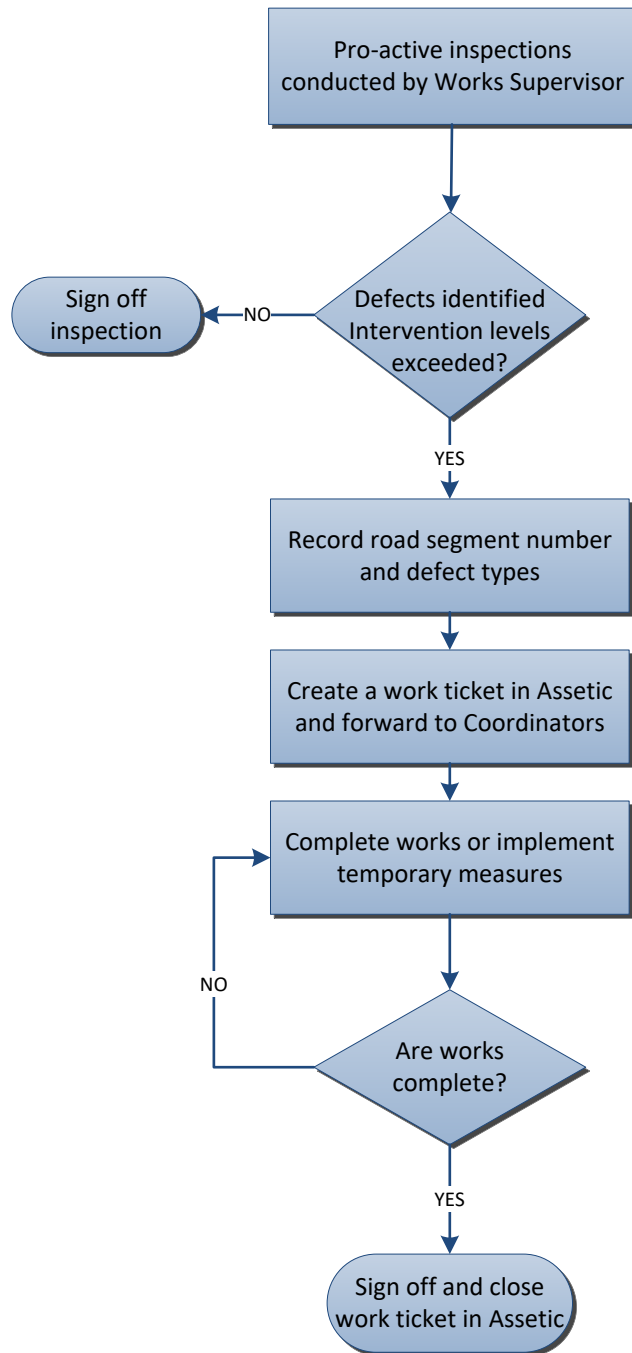 Pro-active inspections
conducted by Works Supervisor
Defects identified
Intervention levels
exceeded?
NO
Sign off
inspection
YES
Record road segment number
and defect types
Create a work ticket in Assetic
and forward to Coordinators
Complete works or implement
temporary measures
NO
Are works
complete?
YES
Sign off and close
work ticket in Assetic